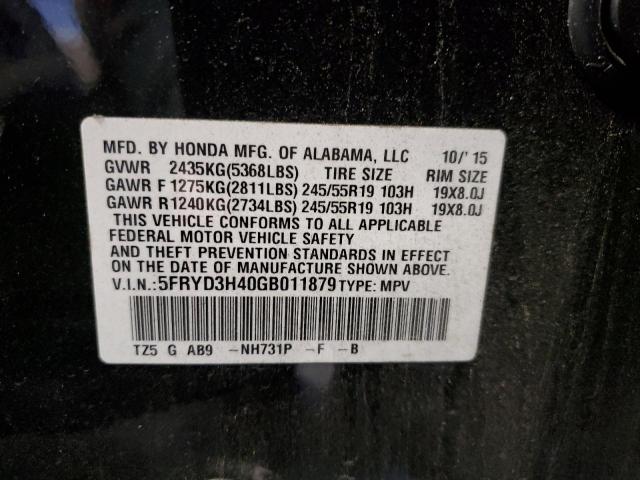 MFD. BY HONDA MFG. OF ALABAMA, LLC 10/'15
GVWR 2435KG(5368LBS) TIRE SIZE RIM SIZE
GAWR F1275KG(2811LBS) 245/55R19 103H 19X8.0J
GAWR R1240KG(2734LBS) 245/55R19 103H 19X8.0J
THIS VEHICLE CONFORMS TO ALL APPLICABLE
FEDERAL MOTOR VEHICLE SAFETY
AND THEFT PREVENTION STANDARDS IN EFFECT
ON THE DATE OF MANUFACTURE SHOWN ABOVE.
V.I.N.:5FRYD3H40GB011879 TYPE: MPV
TZ5 G AB9 -NH731P -F -B